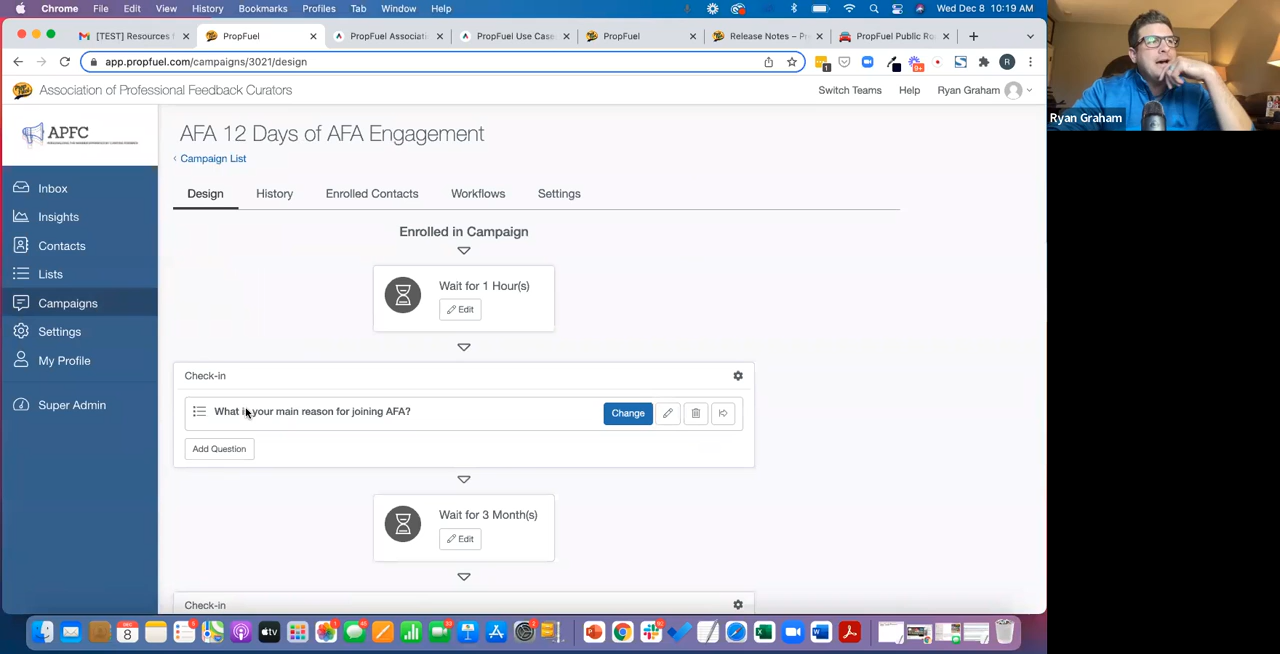 Chrome File Edit View History Bookmarks Profiles Tab Window Help Wed Dec 8 10:19 AM
[TEST] Resources PropFuel PropFuel Associati PropFuel Use Case PropFuel Release Notes – Pr PropFuel Public Ro
app.propfuel.com/campaigns/3021/design
Association of Professional Feedback Curators Switch Teams Help Ryan Graham
Ryan Graham
APFC
AFA 12 Days of AFA Engagement
Campaign List
Inbox
Insights
Contacts
Lists
Campaigns
Settings
My Profile
Super Admin
Design History Enrolled Contacts Workflows Settings
Enrolled in Campaign
Wait for 1 Hour(s)
Edit
Check-in
What is your main reason for joining AFA? Change
Add Question
Wait for 3 Month(s)
Edit
Check-in